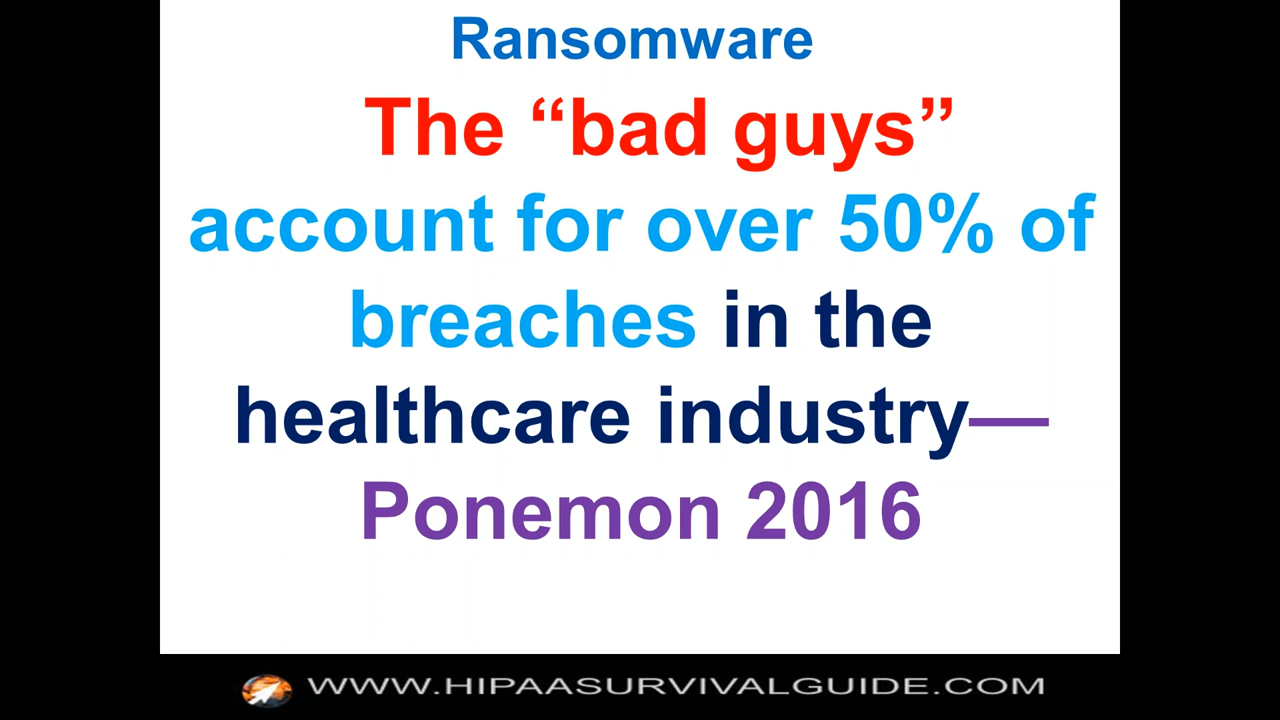 Ransomware
The “bad guys”
account for over 50% of
breaches in the
healthcare industry—
Ponemon 2016
WWW.HIPAASURVIVALGUIDE.COM